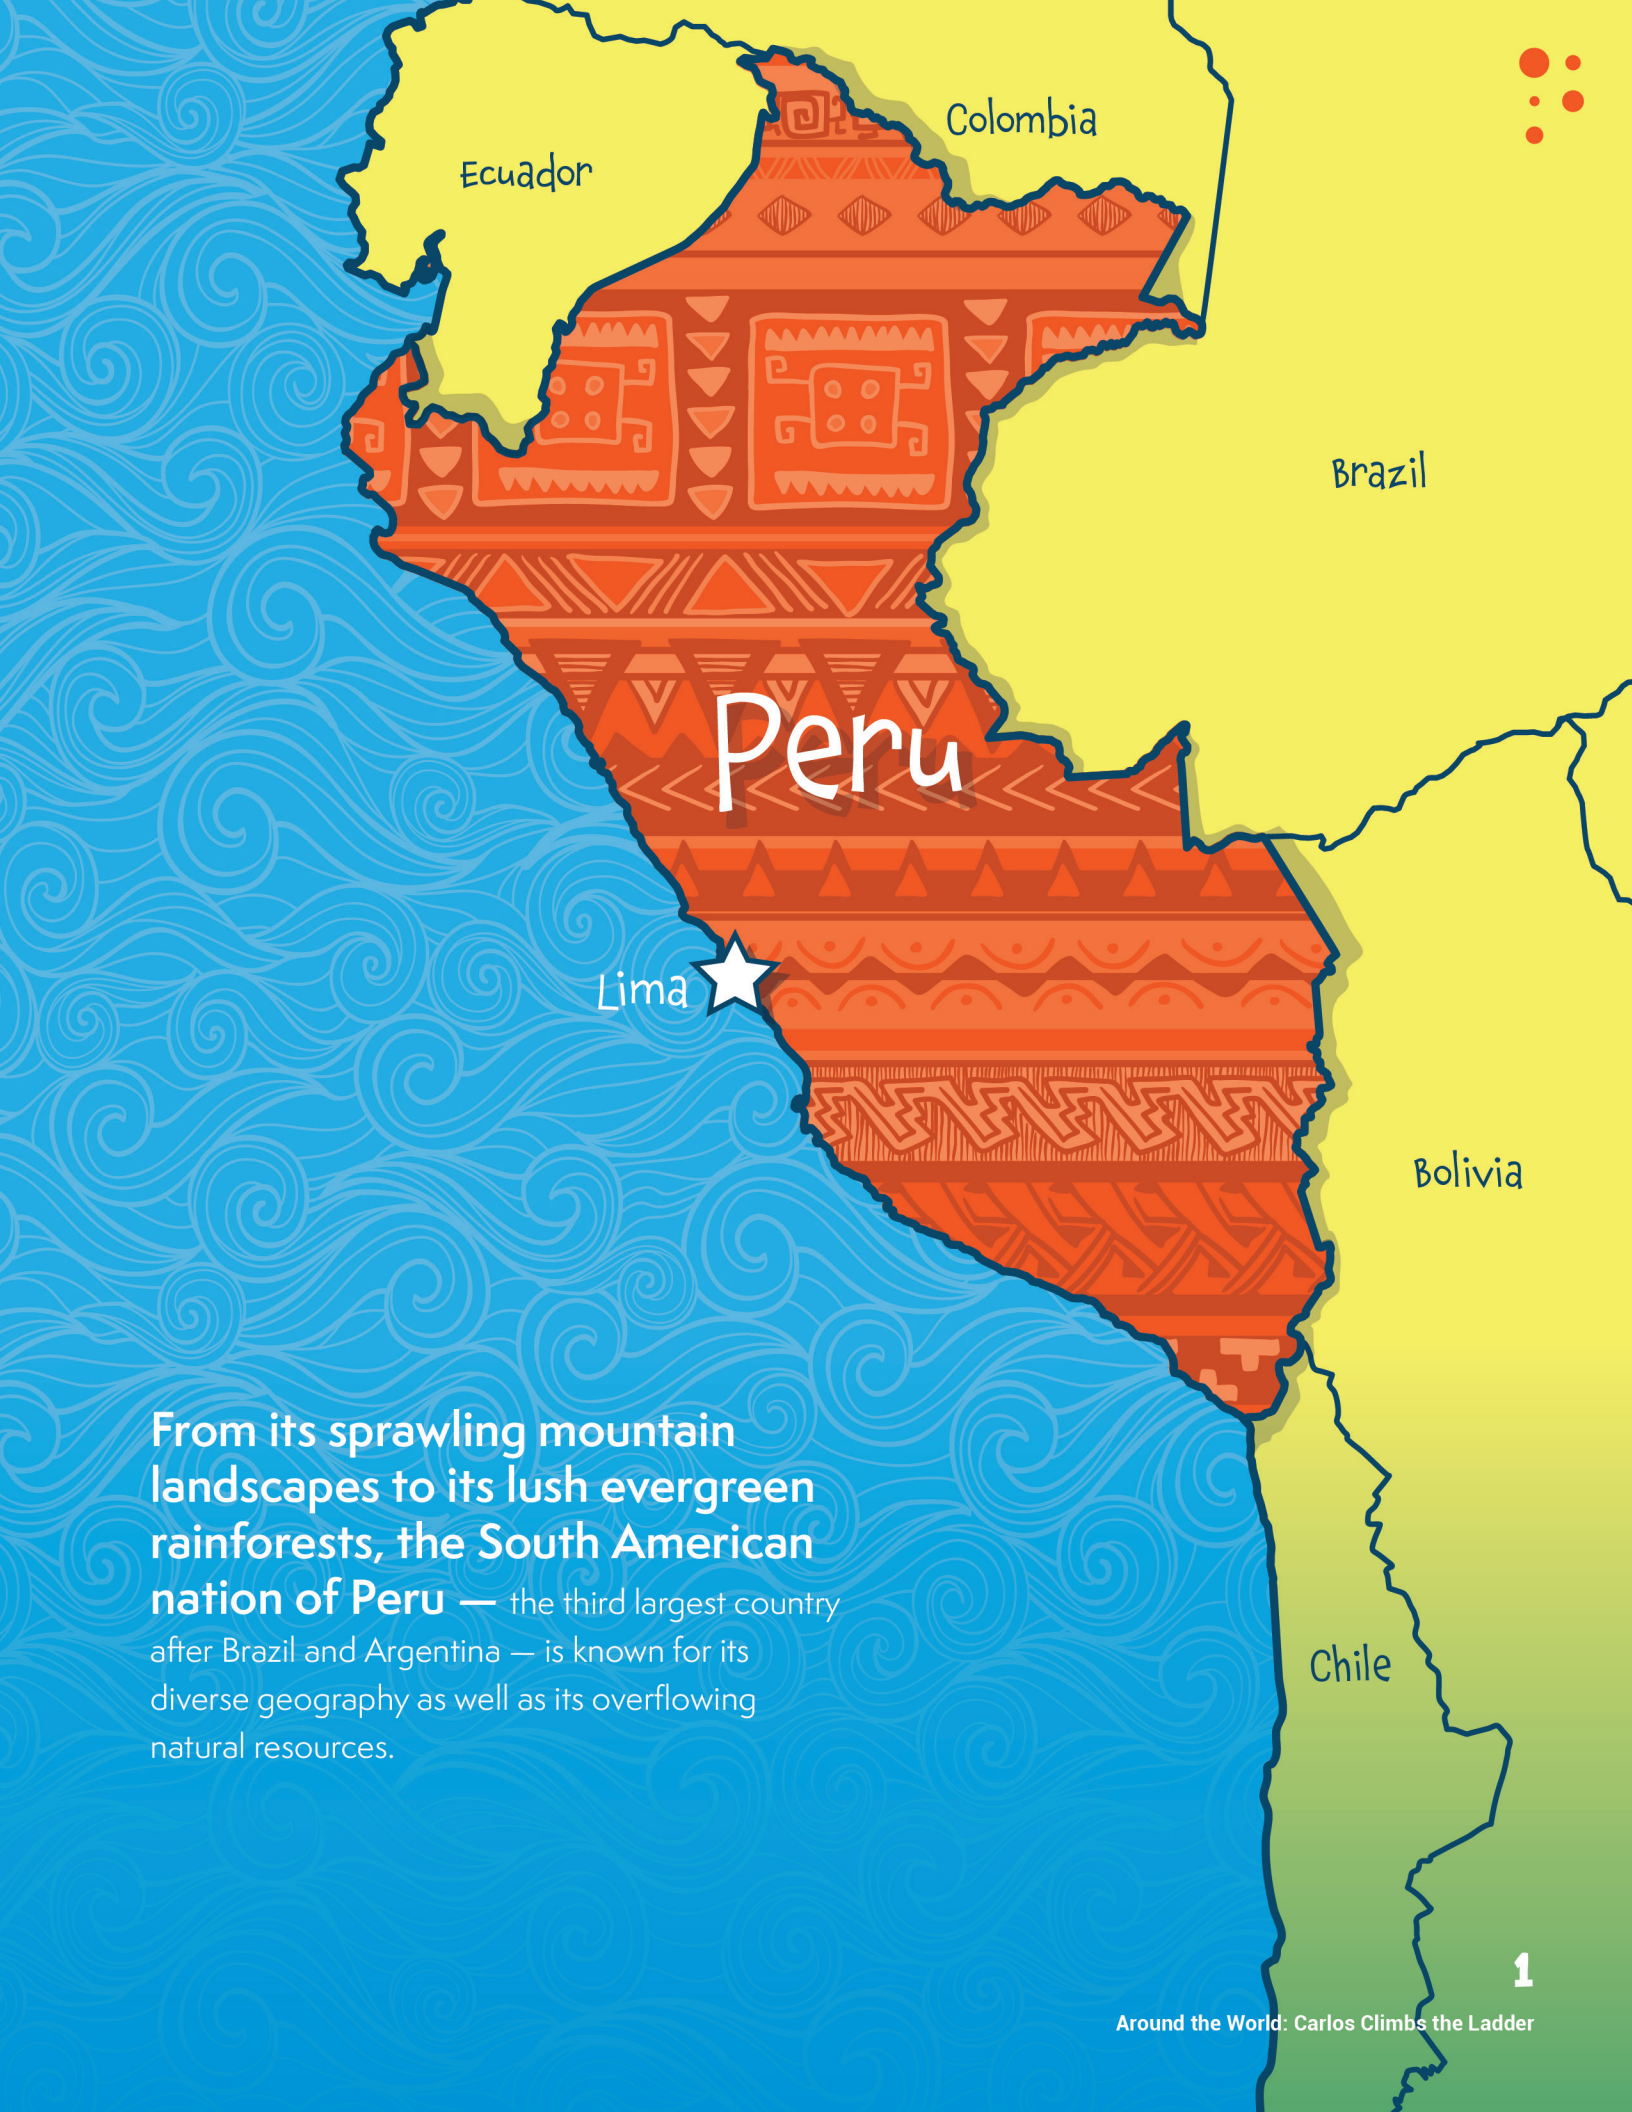 Colombia
Ecuador
Brazil
Peru
Lima
Bolivia
From its sprawling mountain
landscapes to its lush evergreen
rainforests, the South American
nation of Peru — the third largest country
after Brazil and Argentina — is known for its
diverse geography as well as its overflowing
natural resources.
Chile
1
Around the World: Carlos Climbs the Ladder